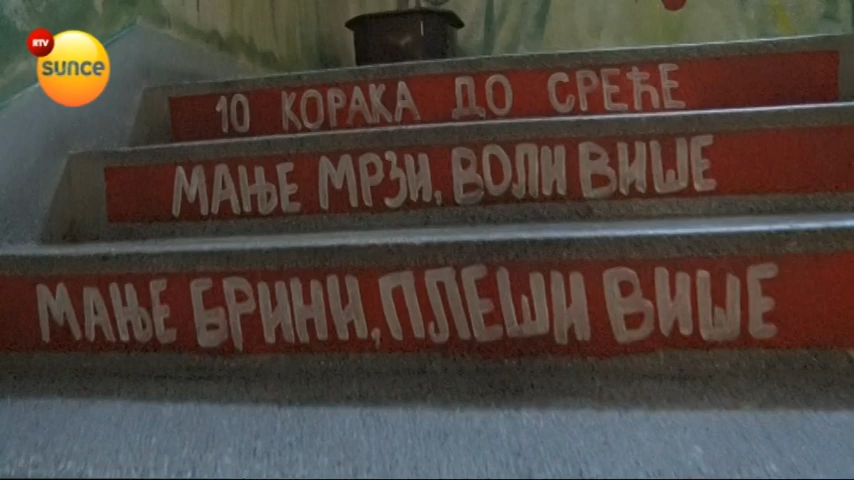 RTV
sunce
10 КОРАКА ДО СРЕЋЕ
МАЊЕ МРЗИ, ВОЛИ ВИШЕ
МАЊЕ БРИНИ, ПЛЕШИ ВИШЕ